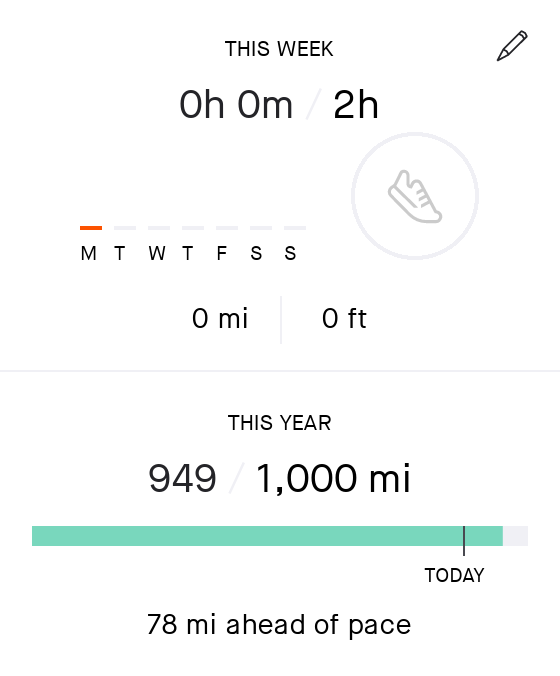 THIS WEEK
0h 0m / 2h
M T W T F S S
0 mi
0 ft
THIS YEAR
949 / 1,000 mi
TODAY
78 mi ahead of pace